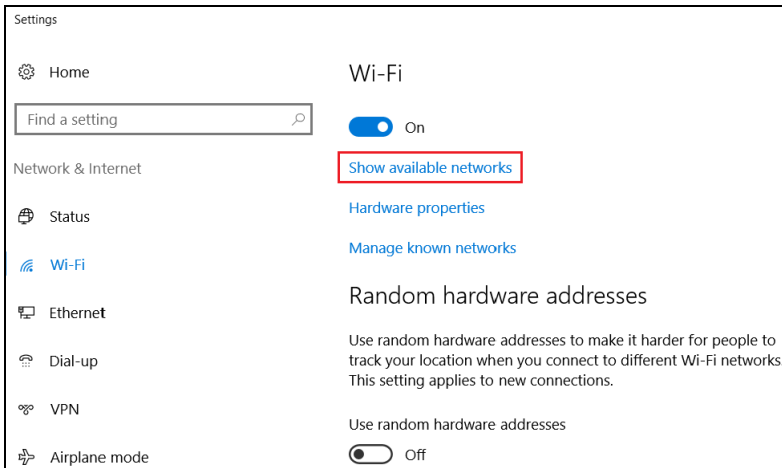 Settings
Home
Find a setting
Network & Internet
Status
Wi-Fi
Ethernet
Dial-up
VPN
Airplane mode
Wi-Fi
On
Show available networks
Hardware properties
Manage known networks
Random hardware addresses
Use random hardware addresses to make it harder for people to
track your location when you connect to different Wi-Fi networks.
This setting applies to new connections.
Use random hardware addresses
Off